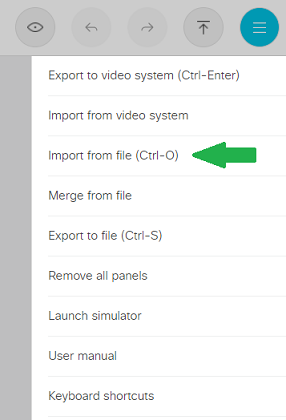 Export to video system (Ctrl-Enter)
Import from video system
Import from file (Ctrl-O)
Merge from file
Export to file (Ctrl-S)
Remove all panels
Launch simulator
User manual
Keyboard shortcuts